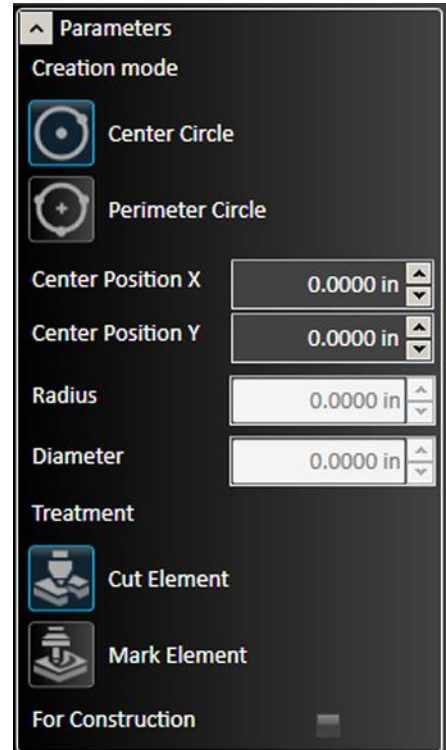 Parameters
Creation mode
Center Circle
Perimeter Circle
Center Position X 0.0000 in
Center Position Y 0.0000 in
Radius 0.0000 in
Diameter 0.0000 in
Treatment
Cut Element
Mark Element
For Construction